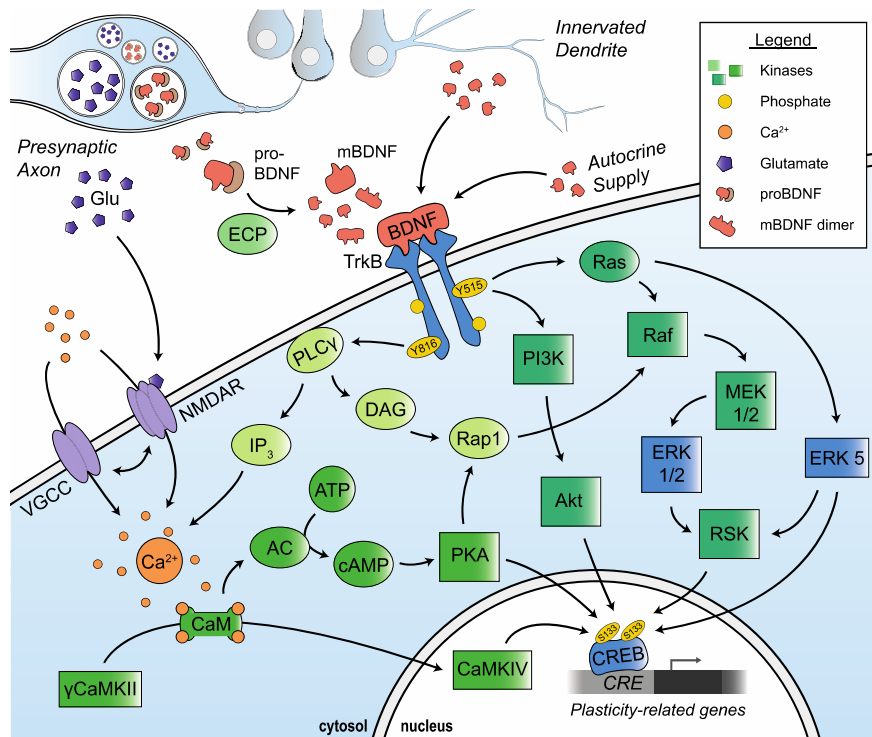 Innervated
Dendrite
Legend
Kinases
Phosphate
Ca²⁺
Glutamate
proBDNF
mBDNF dimer
Presynaptic
Axon
Glu
pro-
BDNF
mBDNF
Autocrine
Supply
ECP
BDNF
TrkB
Y515
Y816
Ras
PLCγ
PI3K
Raf
NMDAR
DAG
MEK
1/2
VGCC
IP₃
Rap1
ERK
1/2
ERK 5
ATP
Akt
RSK
AC
cAMP
PKA
Ca²⁺
CaM
S133
S133
CREB
γCaMKII
CaMKIV
CRE
Plasticity-related genes
cytosol
nucleus